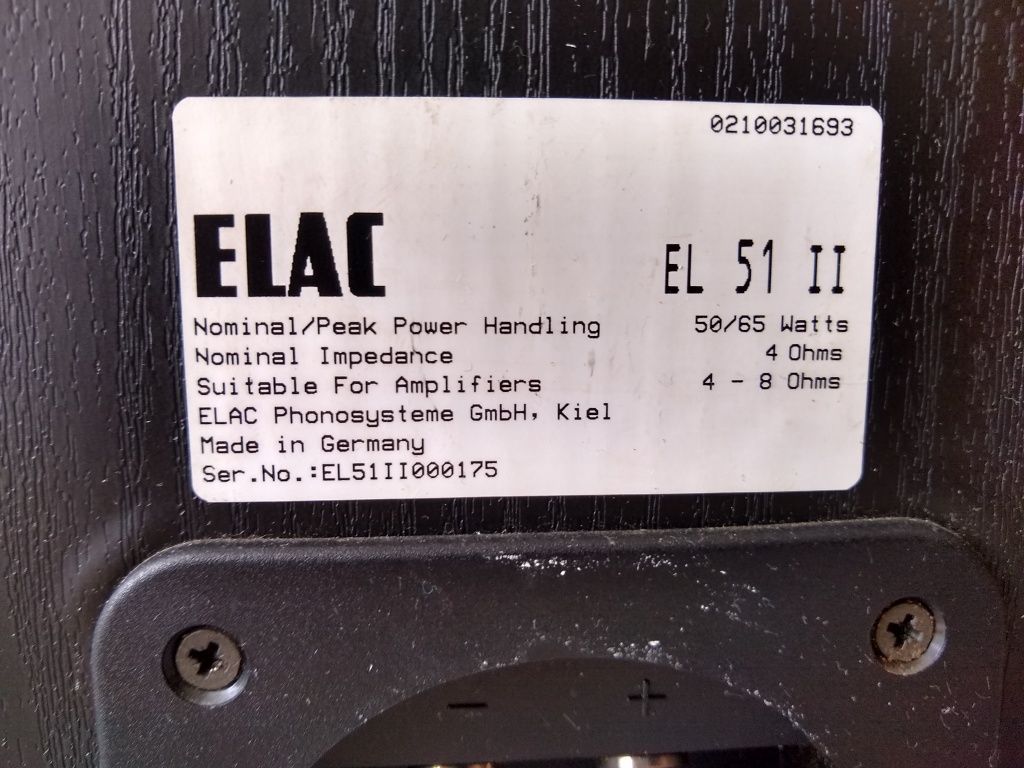 0210031693
ELAC EL 51 II
Nominal/Peak Power Handling 50/65 Watts
Nominal Impedance 4 Ohms
Suitable For Amplifiers 4 - 8 Ohms
ELAC Phonosysteme GmbH, Kiel
Made in Germany
Ser.No.:EL51II000175
- +